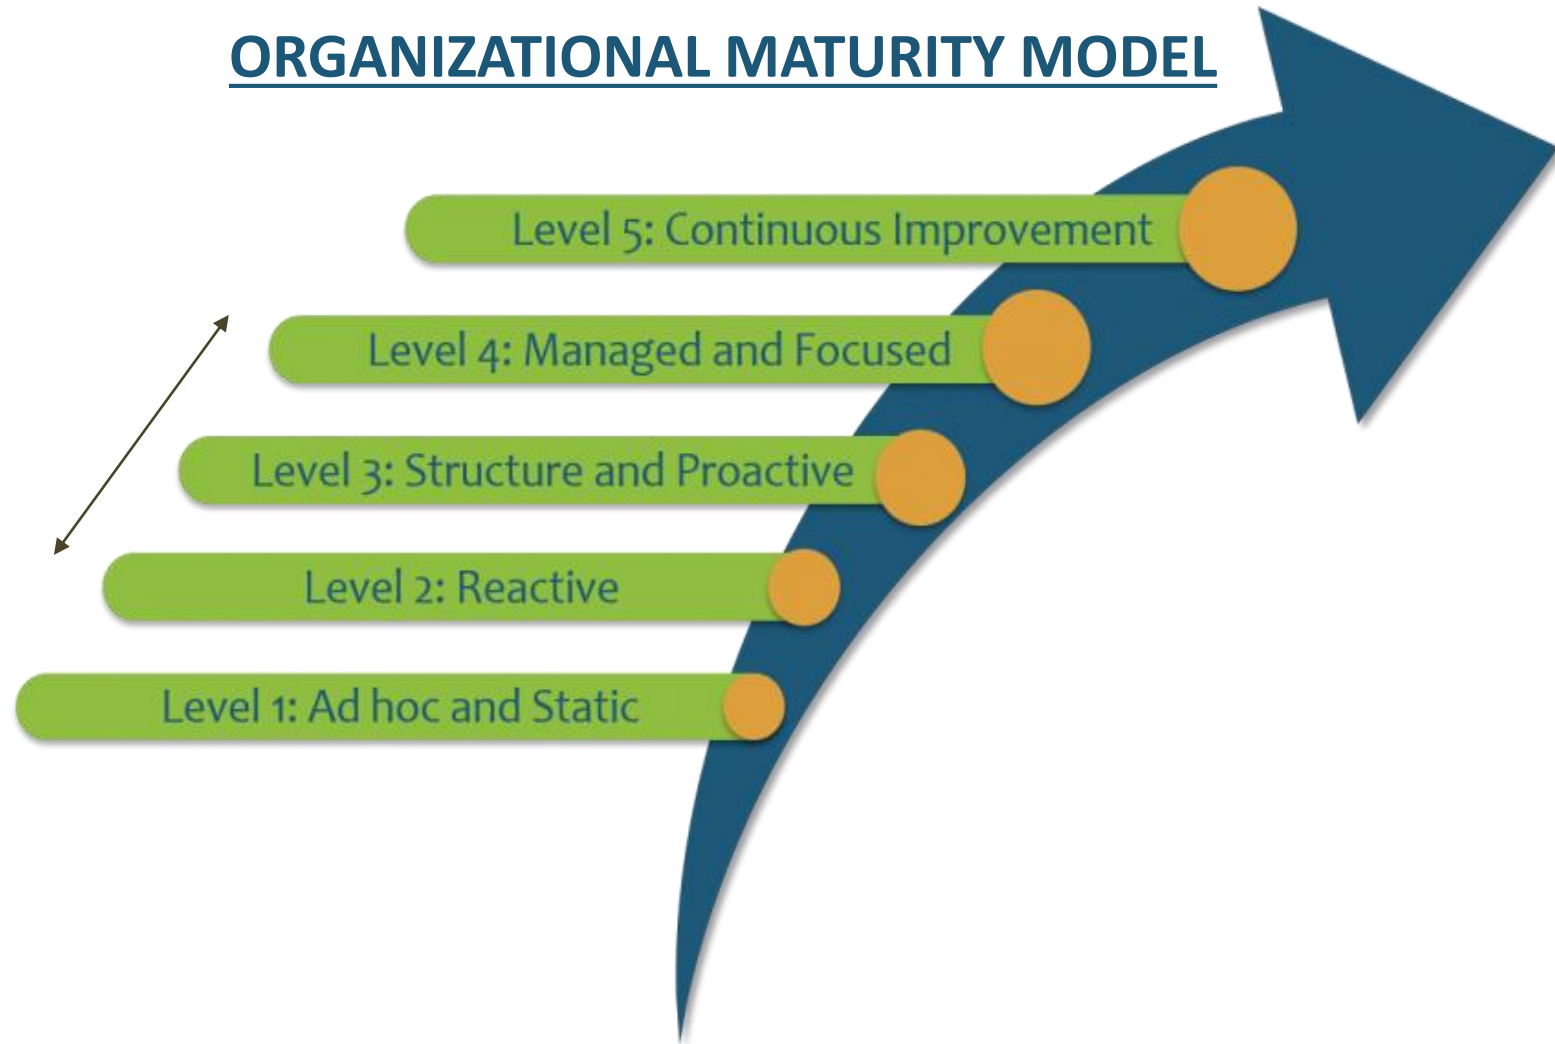 ORGANIZATIONAL MATURITY MODEL
Level 5: Continuous Improvement
Level 4: Managed and Focused
Level 3: Structure and Proactive
Level 2: Reactive
Level 1: Ad hoc and Static